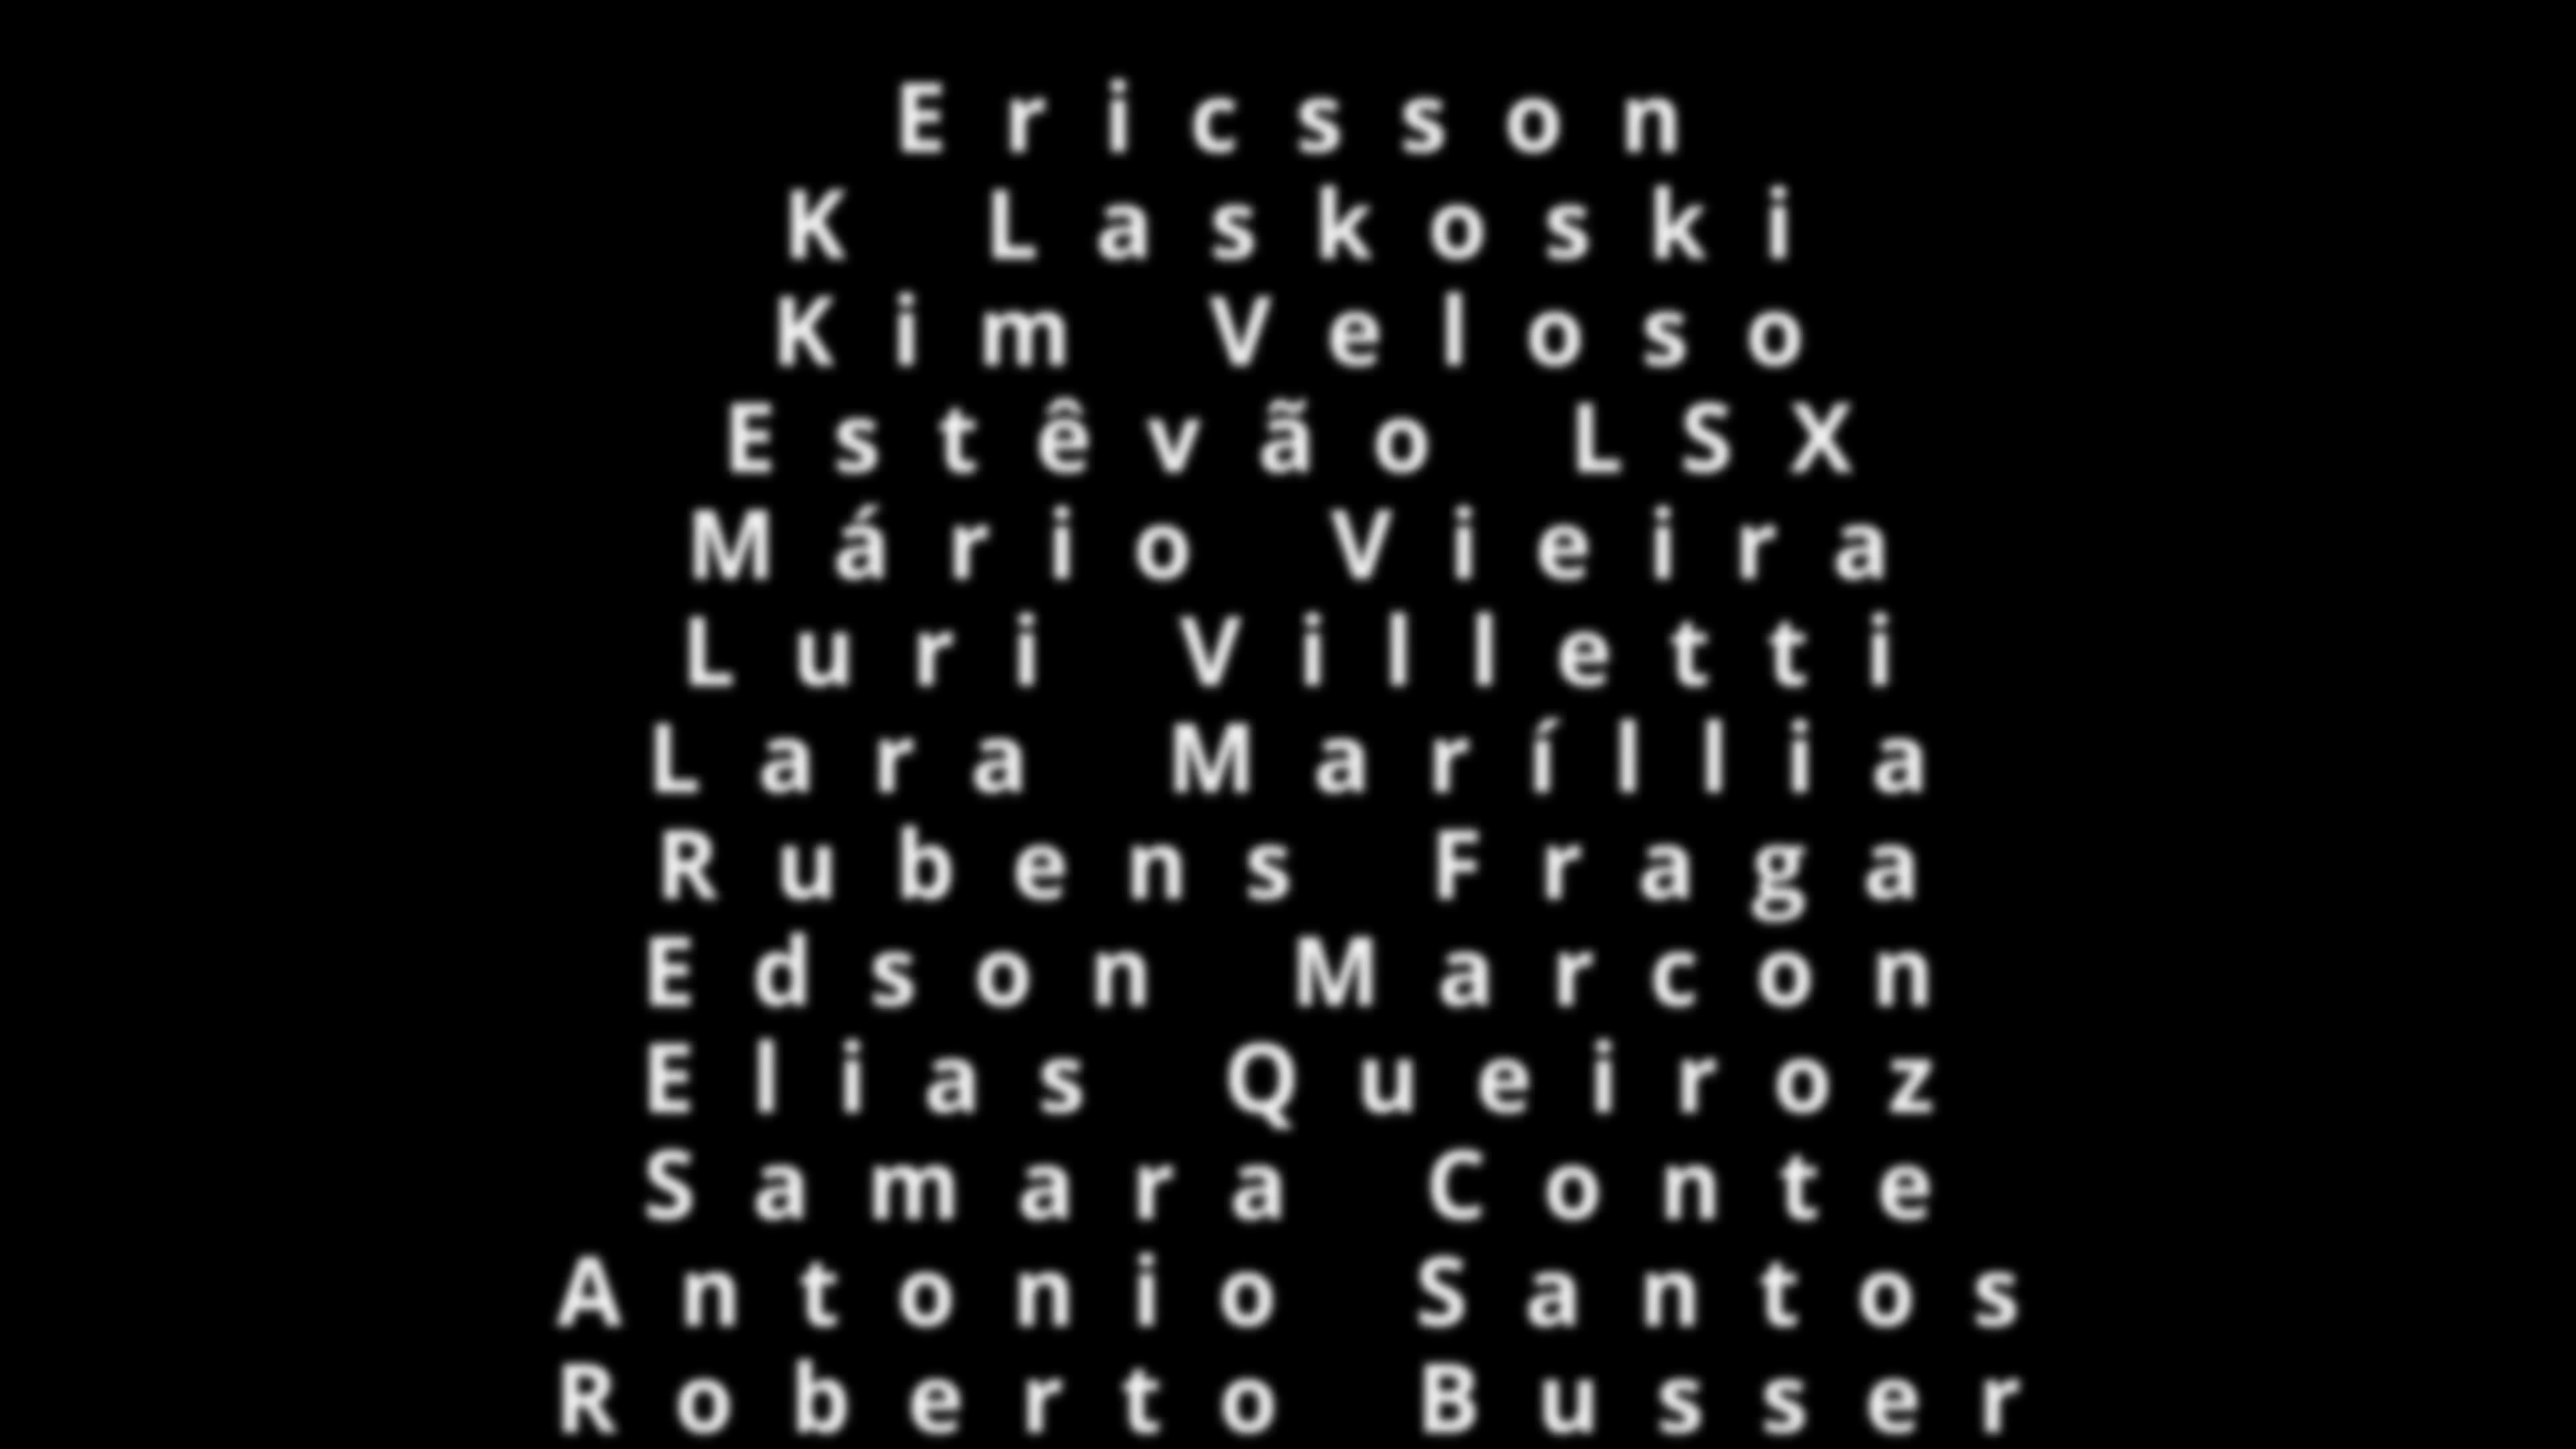 Ericsson
K Laskoski
Kim Veloso
Estêvão LSX
Mário Vieira
Luri Villetti
Lara Maríllia
Rubens Fraga
Edson Marcon
Elias Queiroz
Samara Conte
Antonio Santos
Roberto Busser